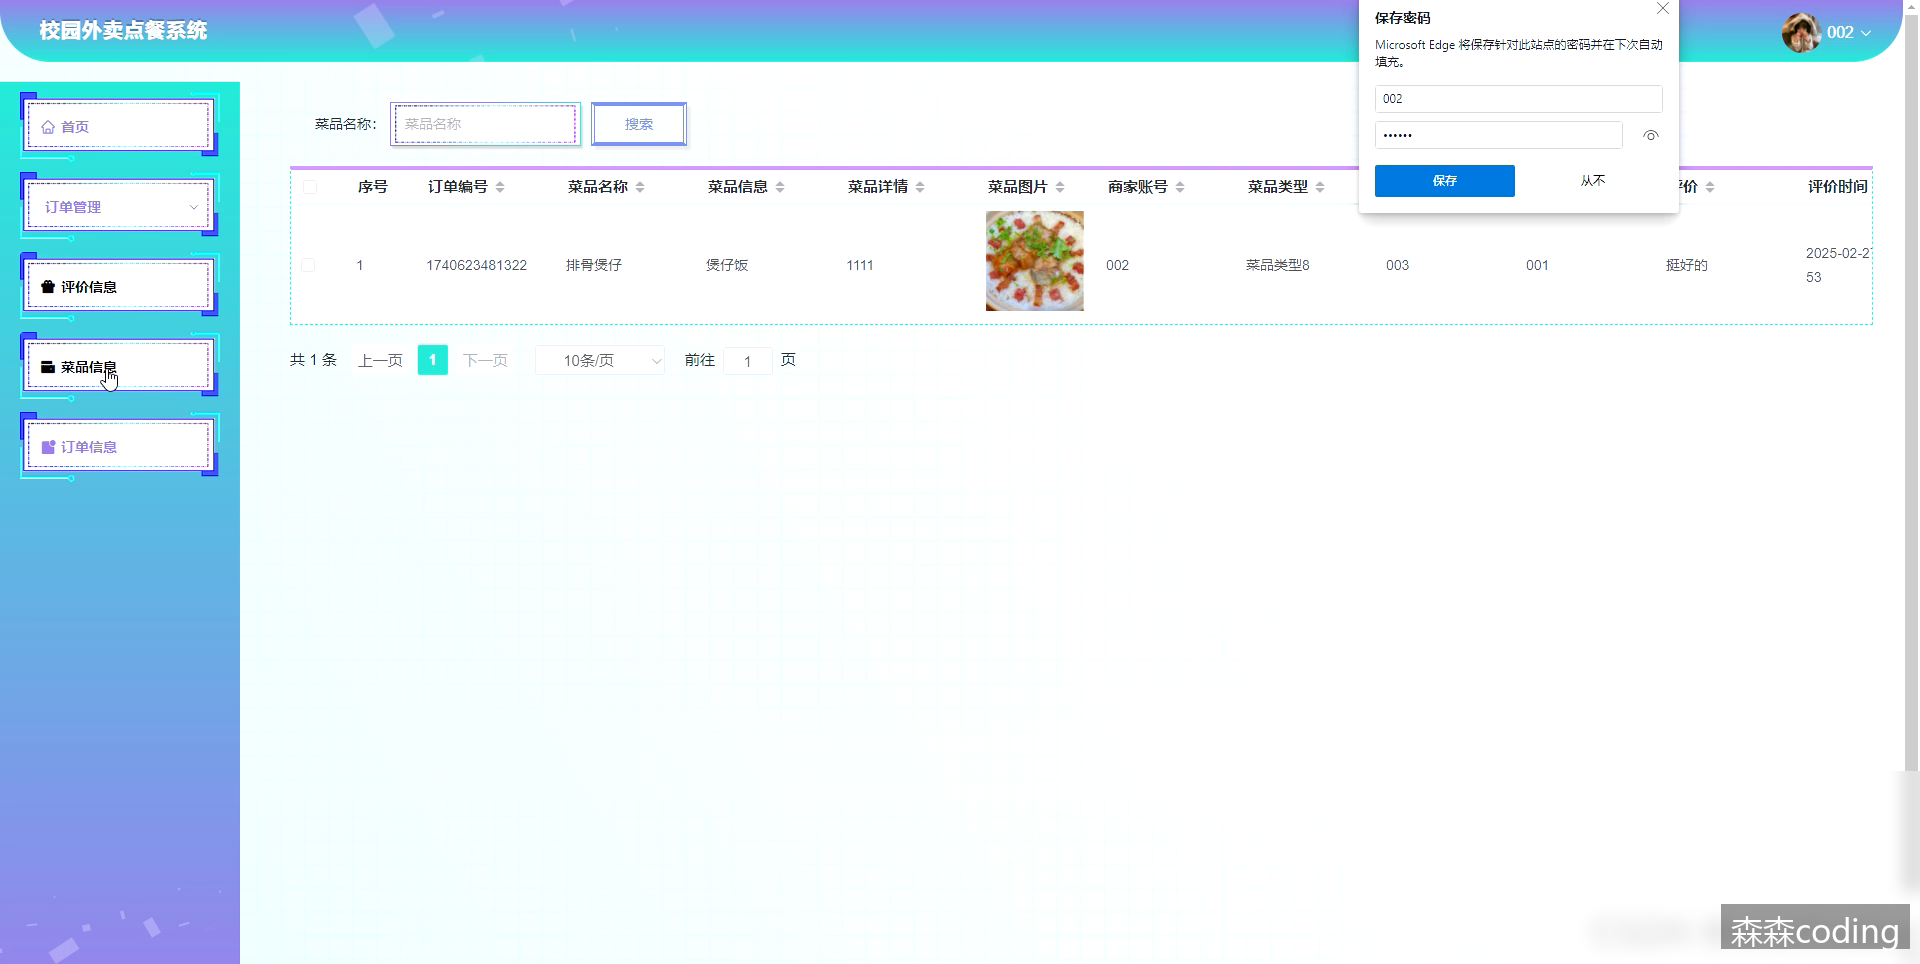 校园外卖点餐系统
002
保存密码
Microsoft Edge 将保存针对此站点的密码并在下次自动
填充。
002
••••••
保存
从不
首页
订单管理
评价信息
菜品信息
订单信息
菜品名称:
菜品名称
搜索
序号 订单编号 菜品名称 菜品信息 菜品详情 菜品图片 商家账号 菜品类型 评价 评价时间
1 1740623481322 排骨煲仔 煲仔饭 1111 002 菜品类型8 003 001 挺好的 2025-02-2
53
共 1 条 上一页 1 下一页 10条/页 前往 1 页
森森coding